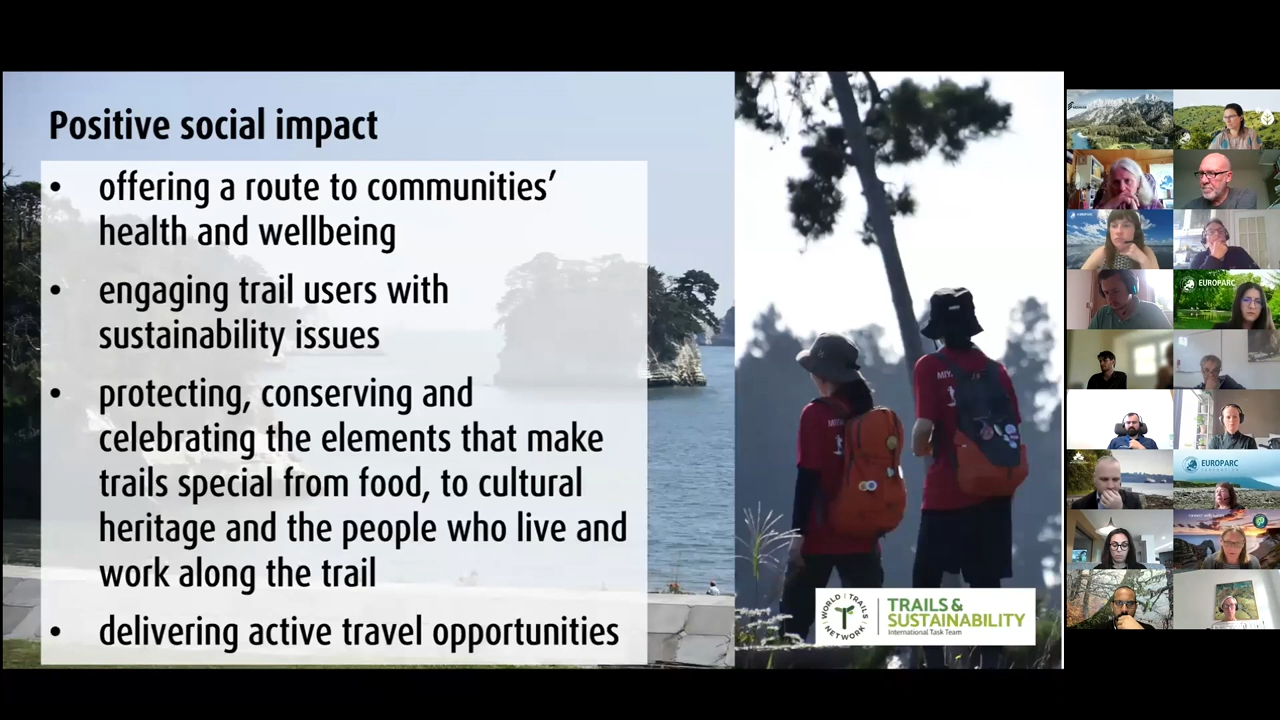 Positive social impact
• offering a route to communities’
health and wellbeing
• engaging trail users with
sustainability issues
• protecting, conserving and
celebrating the elements that make
trails special from food, to cultural
heritage and the people who live and
work along the trail
• delivering active travel opportunities
WORLD TRAILS NETWORK
TRAILS &
SUSTAINABILITY
International Task Team
EUROPARC
EUROPARC